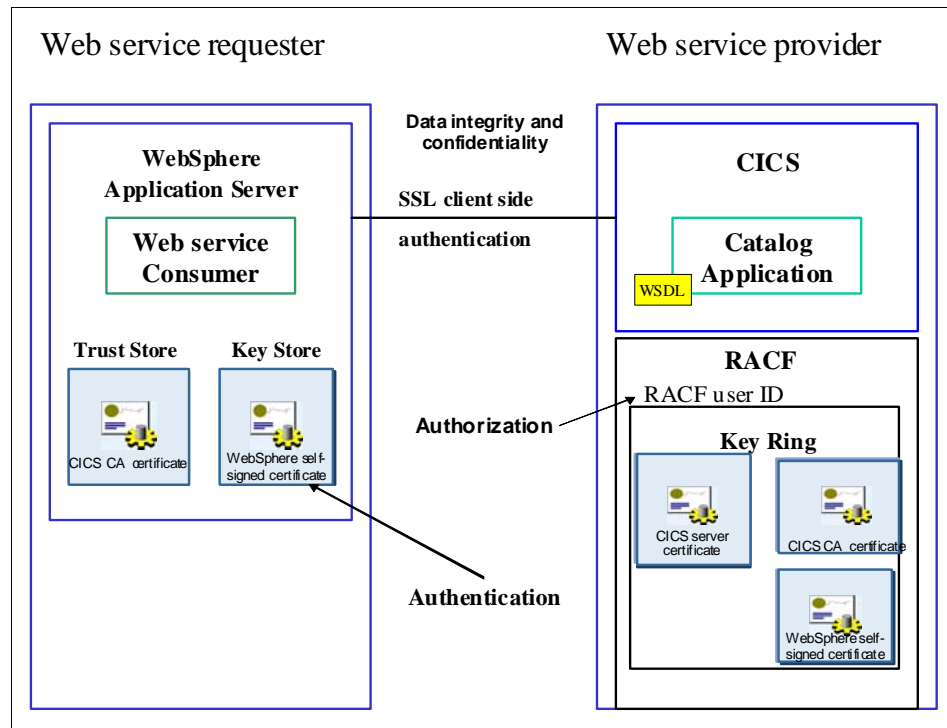 Web service requester
Web service provider
Data integrity and
confidentiality
WebSphere
Application Server
CICS
SSL client side
authentication
Web service
Consumer
Catalog
Application
WSDL
Trust Store
Key Store
RACF
RACF user ID
Authorization
Key Ring
CICS CA certificate
WebSphere self-
signed certificate
CICS server
certificate
CICS CA certificate
Authentication
WebSphere self-
signed certificate